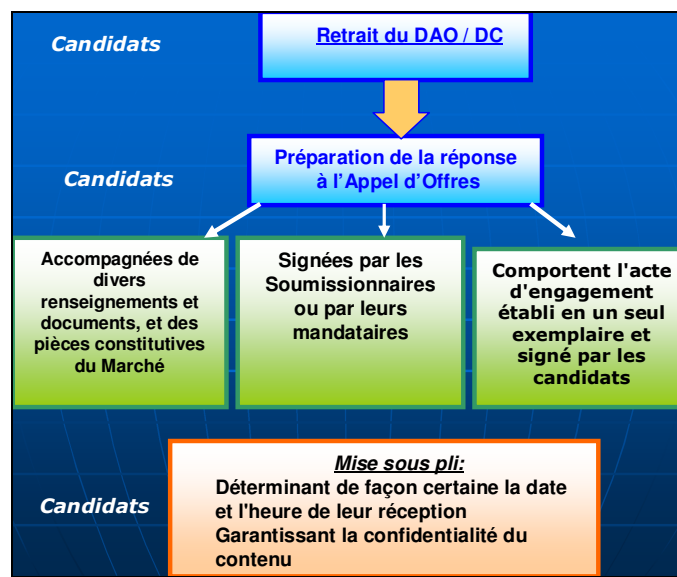 Candidats
Retrait du DAO / DC
Candidats
Préparation de la réponse
à l'Appel d'Offres
Accompagnées de
divers
renseignements et
documents, et des
pièces constitutives
du Marché
Signées par les
Soumissionnaires
ou par leurs
mandataires
Comportent l'acte
d'engagement
établi en un seul
exemplaire et
signé par les
candidats
Candidats
Mise sous pli:
Déterminant de façon certaine la date
et l'heure de leur réception
Garantissant la confidentialité du
contenu